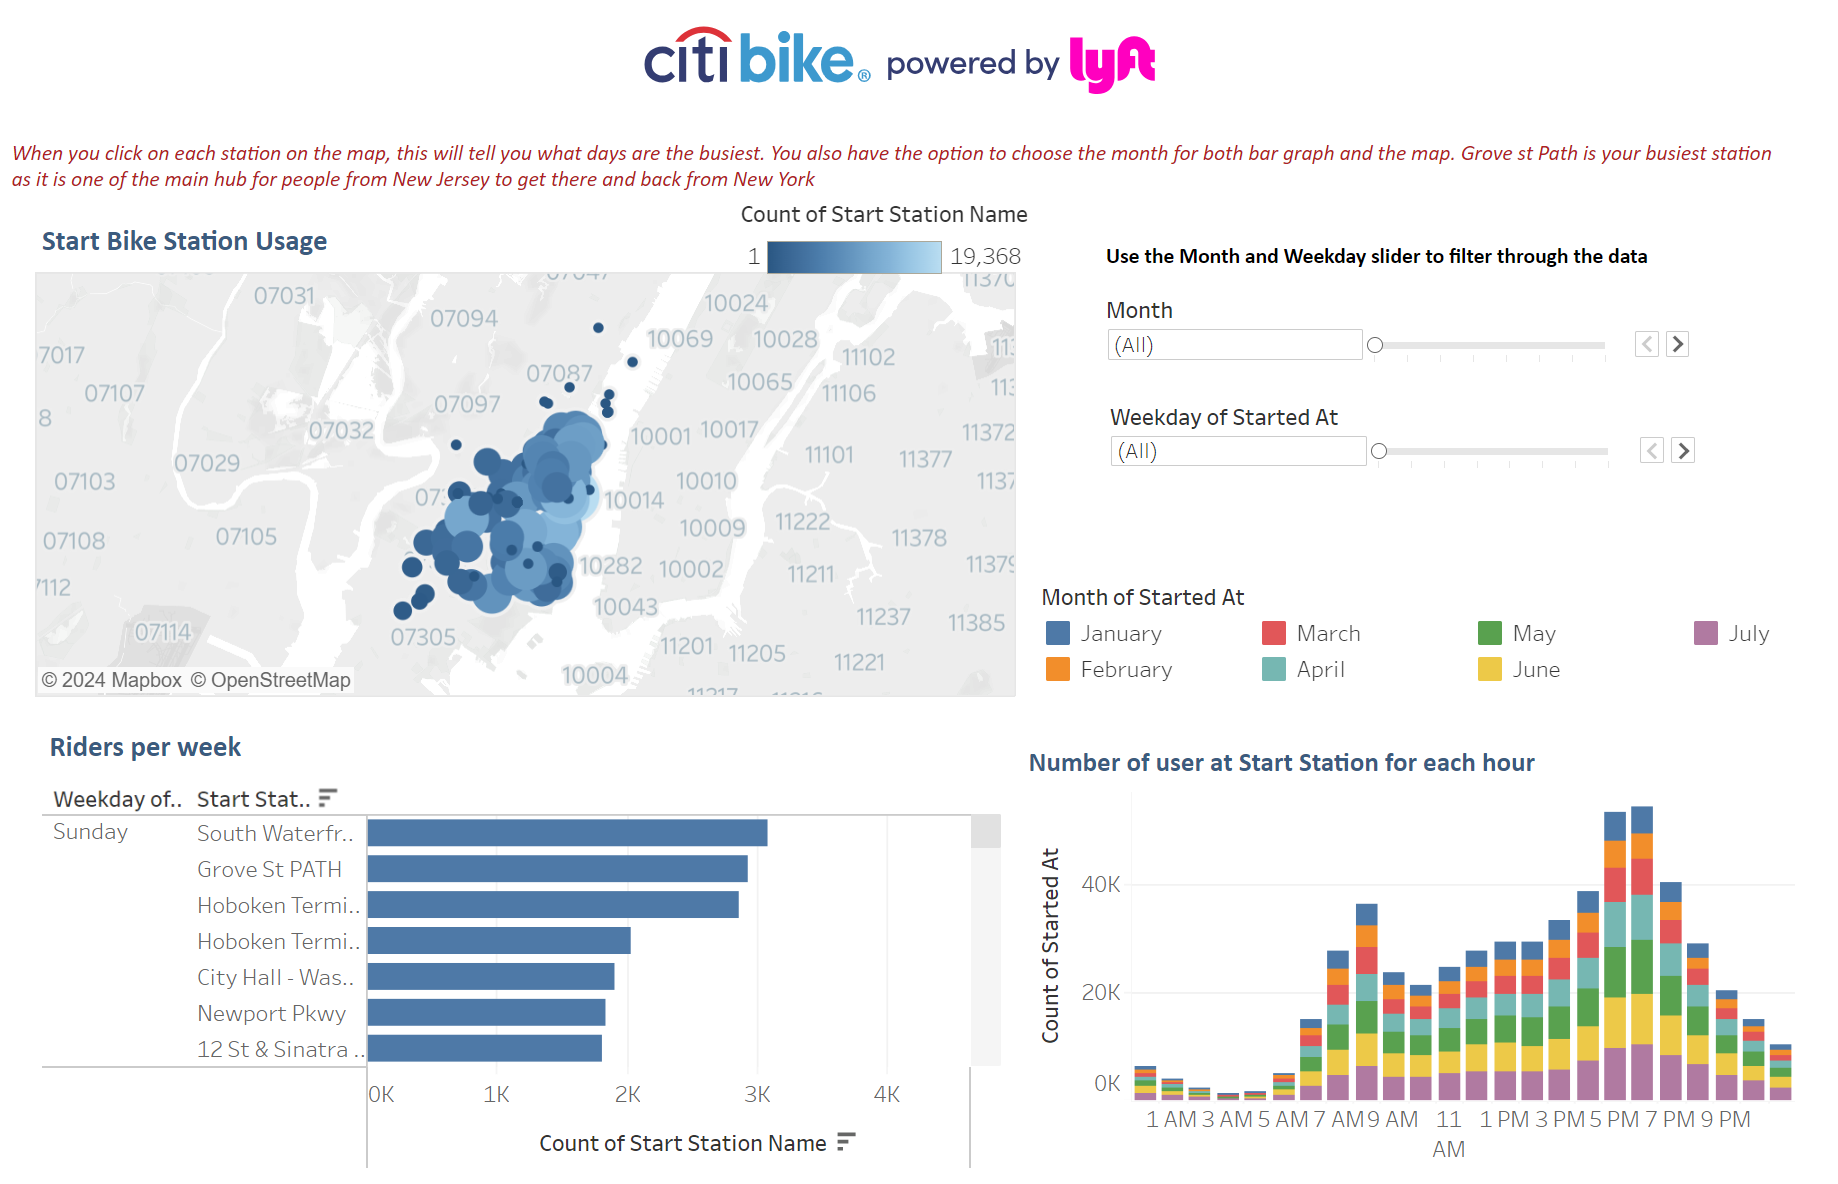 citi bike® powered by lyft
When you click on each station on the map, this will tell you what days are the busiest. You also have the option to choose the month for both bar graph and the map. Grove st Path is your busiest station
as it is one of the main hub for people from New Jersey to get there and back from New York
Start Bike Station Usage
Count of Start Station Name
1 19,368
07031
07094
10024
10069
10028
11102
7017
07087
10065
07107
07097
11106
8
07032
10001
10017
11372
07029
11101
11377
07103
10010
10014
11222
07108
07105
10009
11378
10282
10002
11211
7112
10043
11237
11385
07114
07305
11201
11205
11221
10004
© 2024 Mapbox © OpenStreetMap
Use the Month and Weekday slider to filter through the data
Month
(All)
Weekday of Started At
(All)
Month of Started At
January March May July
February April June
Riders per week
Weekday of.. Start Stat..
Sunday South Waterfr..
Grove St PATH
Hoboken Termi..
Hoboken Termi..
City Hall - Was..
Newport Pkwy
12 St & Sinatra ..
0K 1K 2K 3K 4K
Count of Start Station Name
Number of user at Start Station for each hour
Count of Started At
40K
20K
0K
1 AM 3 AM 5 AM 7 AM 9 AM 11 AM 1 PM 3 PM 5 PM 7 PM 9 PM